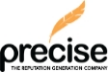 precise
THE REPUTATION GENERATION COMPANY